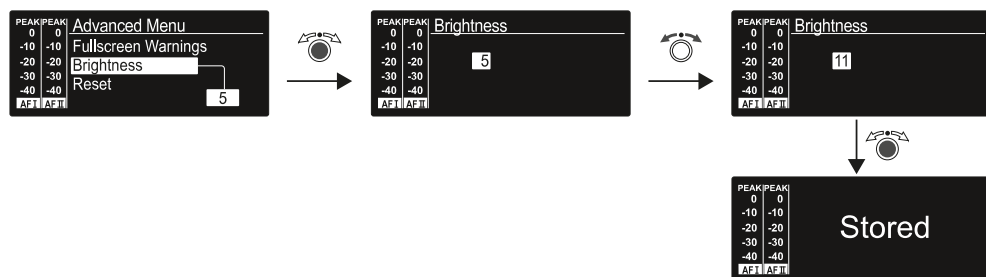 PEAK PEAK Advanced Menu
0 0
-10 -10 Fullscreen Warnings
-20 -20 Brightness
-30 -30 Reset
-40 -40 5
AF I AF II
PEAK PEAK Brightness
0 0
-10 -10
-20 -20 5
-30 -30
-40 -40
AF I AF II
PEAK PEAK Brightness
0 0
-10 -10
-20 -20 11
-30 -30
-40 -40
AF I AF II
PEAK PEAK
0 0
-10 -10
-20 -20 Stored
-30 -30
-40 -40
AF I AF II